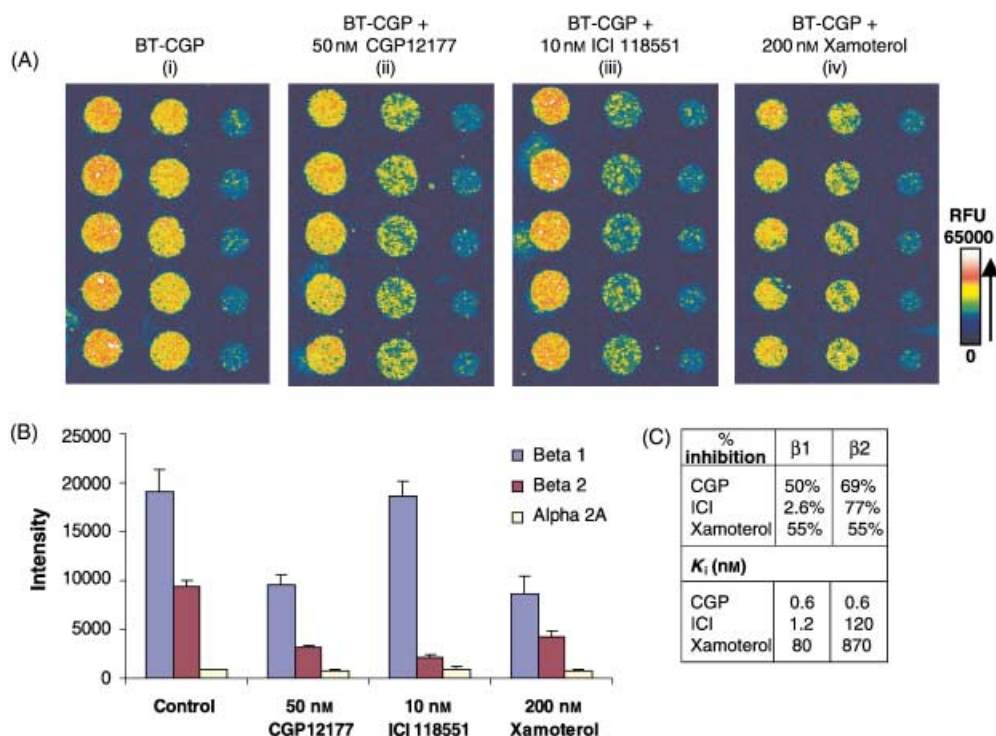 (A)
BT-CGP
(i)
BT-CGP +
50 nM CGP12177
(ii)
BT-CGP +
10 nM ICI 118551
(iii)
BT-CGP +
200 nM Xamoterol
(iv)
RFU
65000
0
(B)
25000
20000
15000
10000
5000
0
Intensity
Beta 1
Beta 2
Alpha 2A
Control
50 nM
CGP12177
10 nM
ICI 118551
200 nM
Xamoterol
(C)
% inhibition β1 β2
CGP 50% 69%
ICI 2.6% 77%
Xamoterol 55% 55%
Ki (nM)
CGP 0.6 0.6
ICI 1.2 120
Xamoterol 80 870